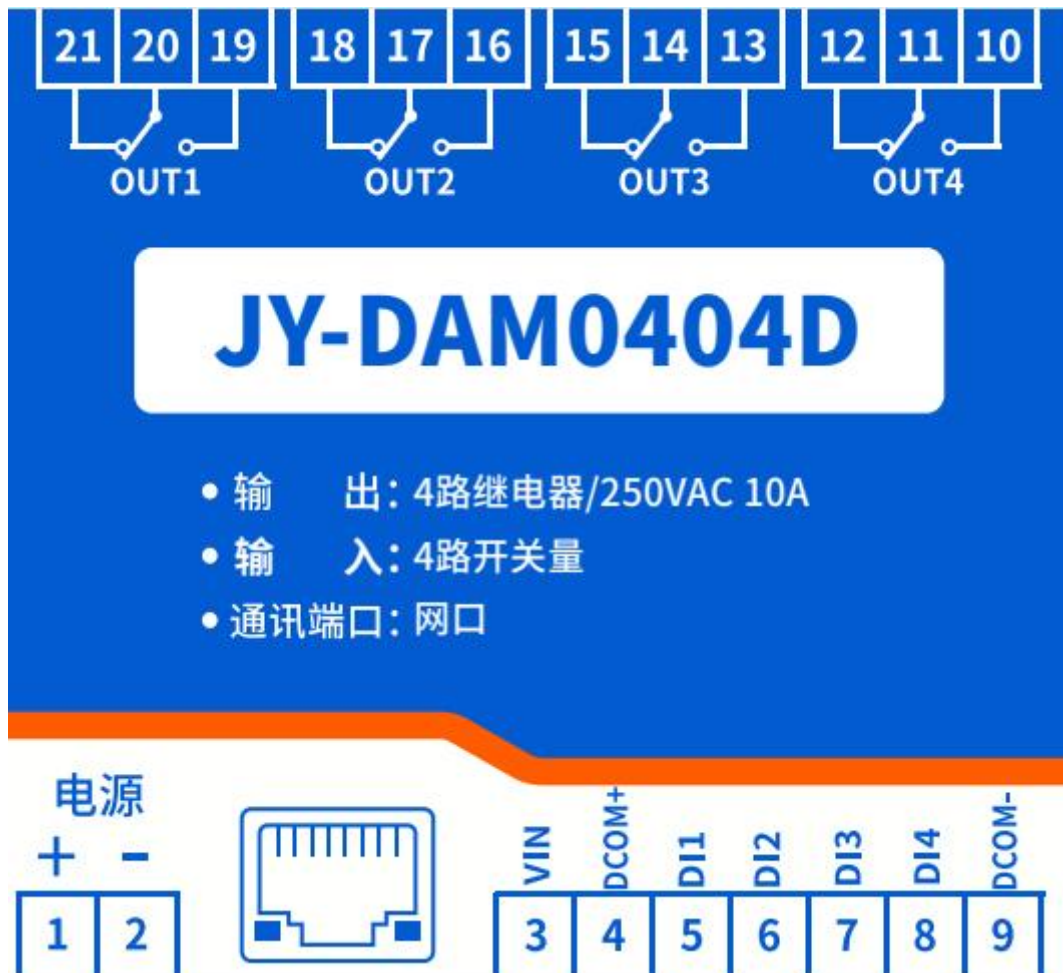 21 20 19 18 17 16 15 14 13 12 11 10
OUT1 OUT2 OUT3 OUT4
JY-DAM0404D
• 输 出：4路继电器/250VAC 10A
• 输 入：4路开关量
• 通讯端口：网口
电源
+ -
VIN DCOM+ DI1 DI2 DI3 DI4 DCOM-
1 2 3 4 5 6 7 8 9